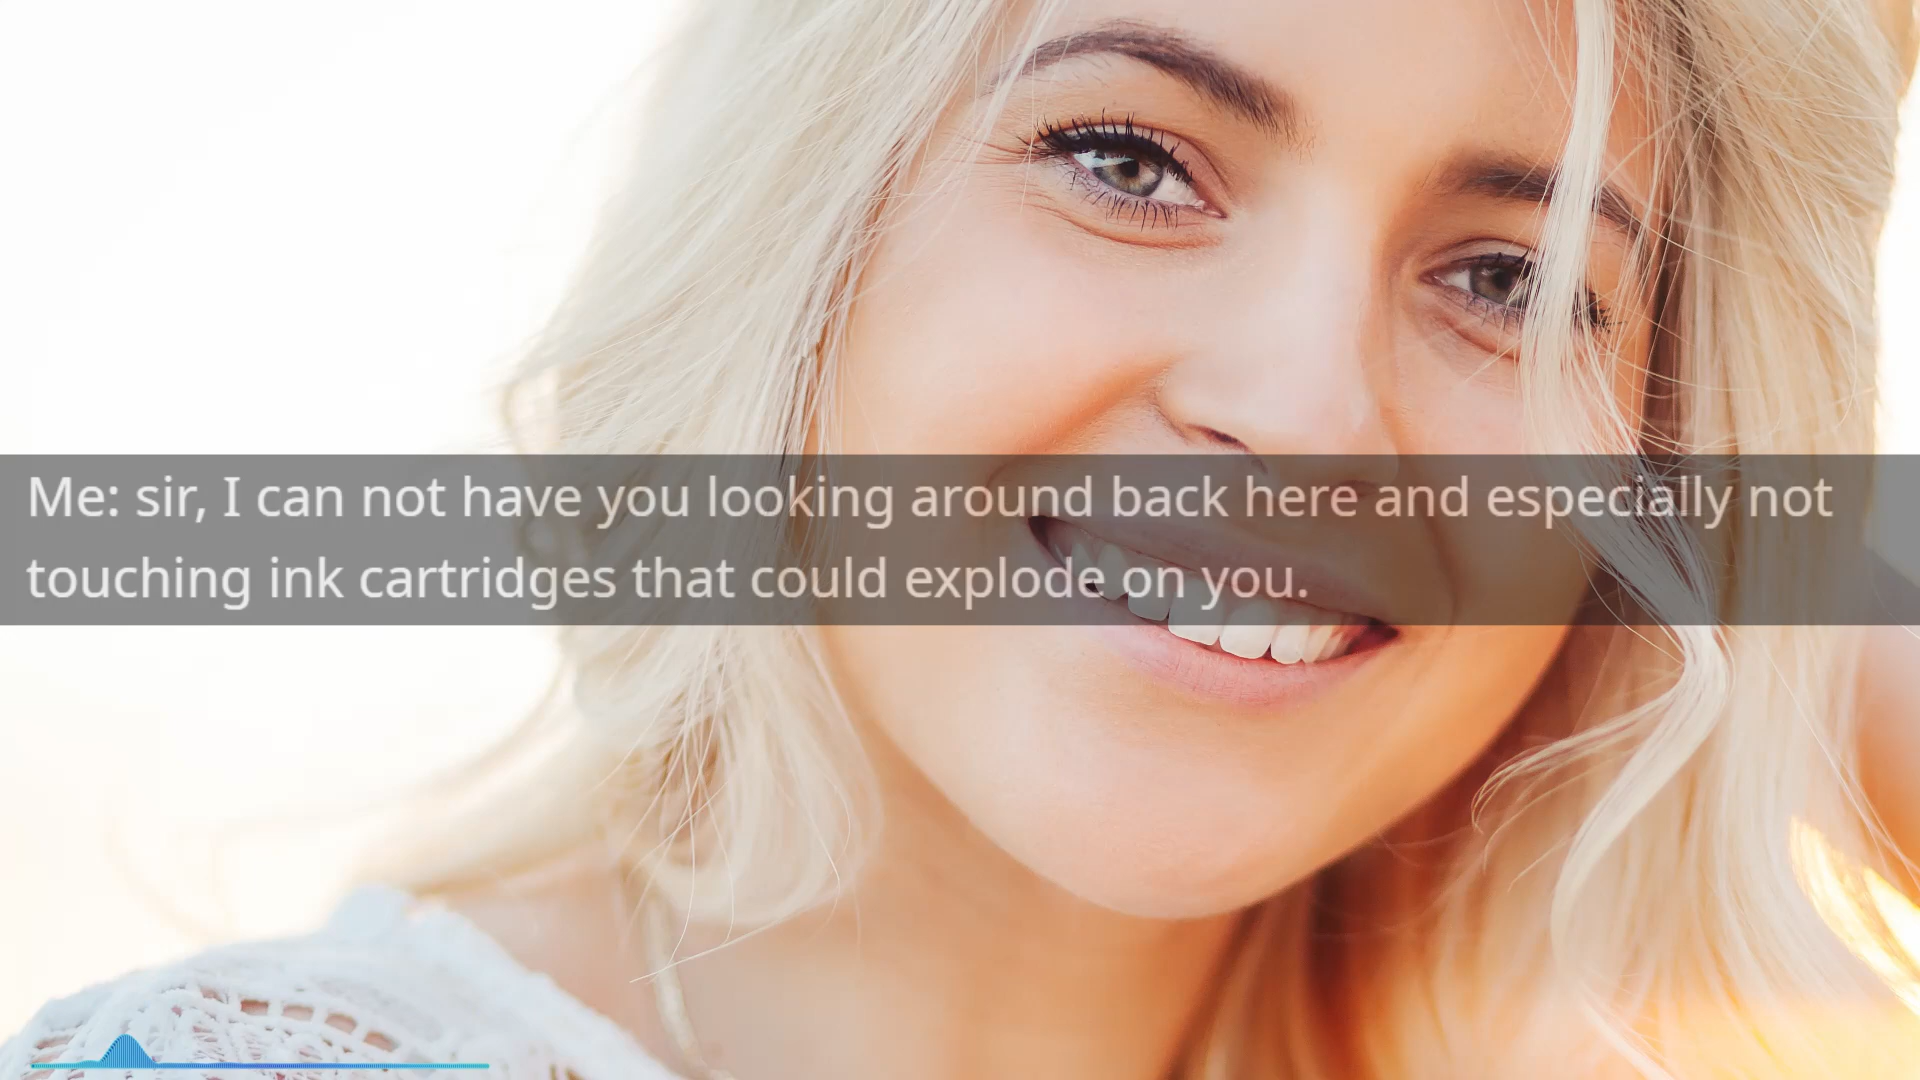 Me: sir, I can not have you looking around back here and especially not
touching ink cartridges that could explode on you.